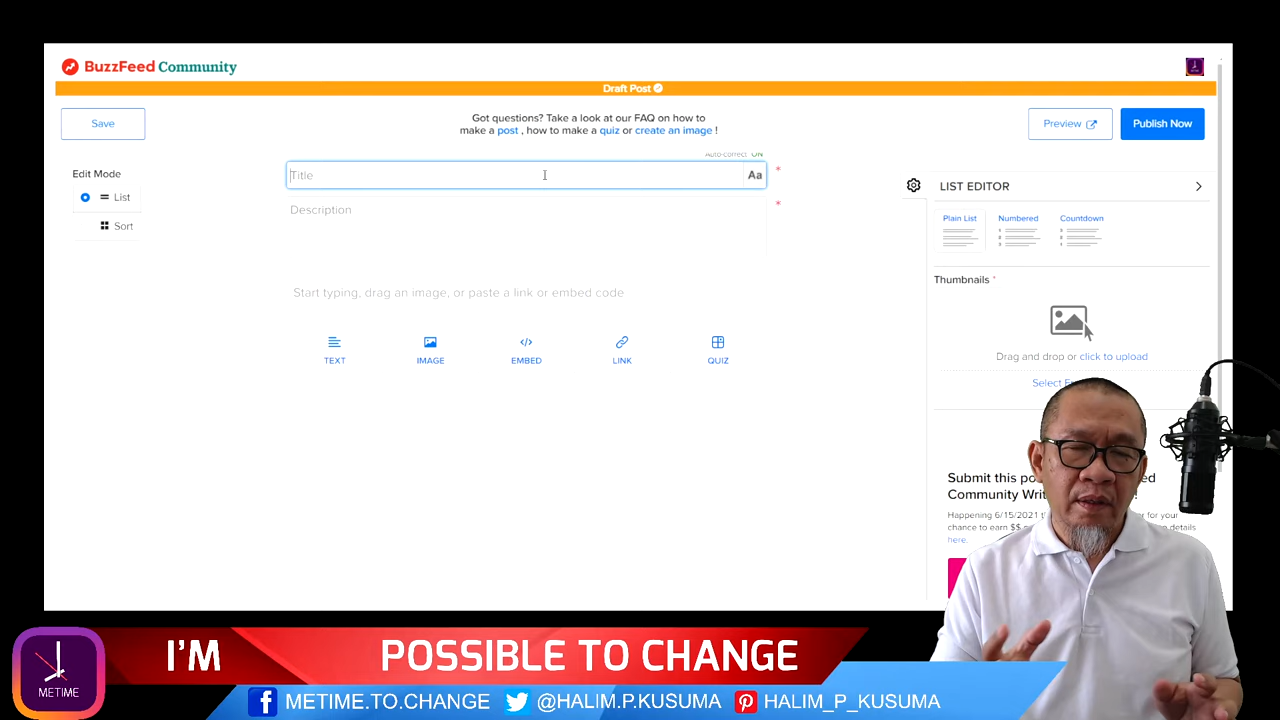 BuzzFeed Community
Draft Post
Save
Got questions? Take a look at our FAQ on how to
make a post , how to make a quiz or create an image !
Preview
Publish Now
Auto-correct ON
Edit Mode
List
Sort
Title
Aa
*
Description
*
Start typing, drag an image, or paste a link or embed code
TEXT
IMAGE
EMBED
LINK
QUIZ
LIST EDITOR
Plain List
Numbered
Countdown
Thumbnails *
Drag and drop or click to upload
Select
Submit this
Community
Happening 6/15/2021
for your
chance to earn $$
details
here.
METIME
I'M POSSIBLE TO CHANGE
METIME.TO.CHANGE
@HALIM.P.KUSUMA
HALIM_P_KUSUMA